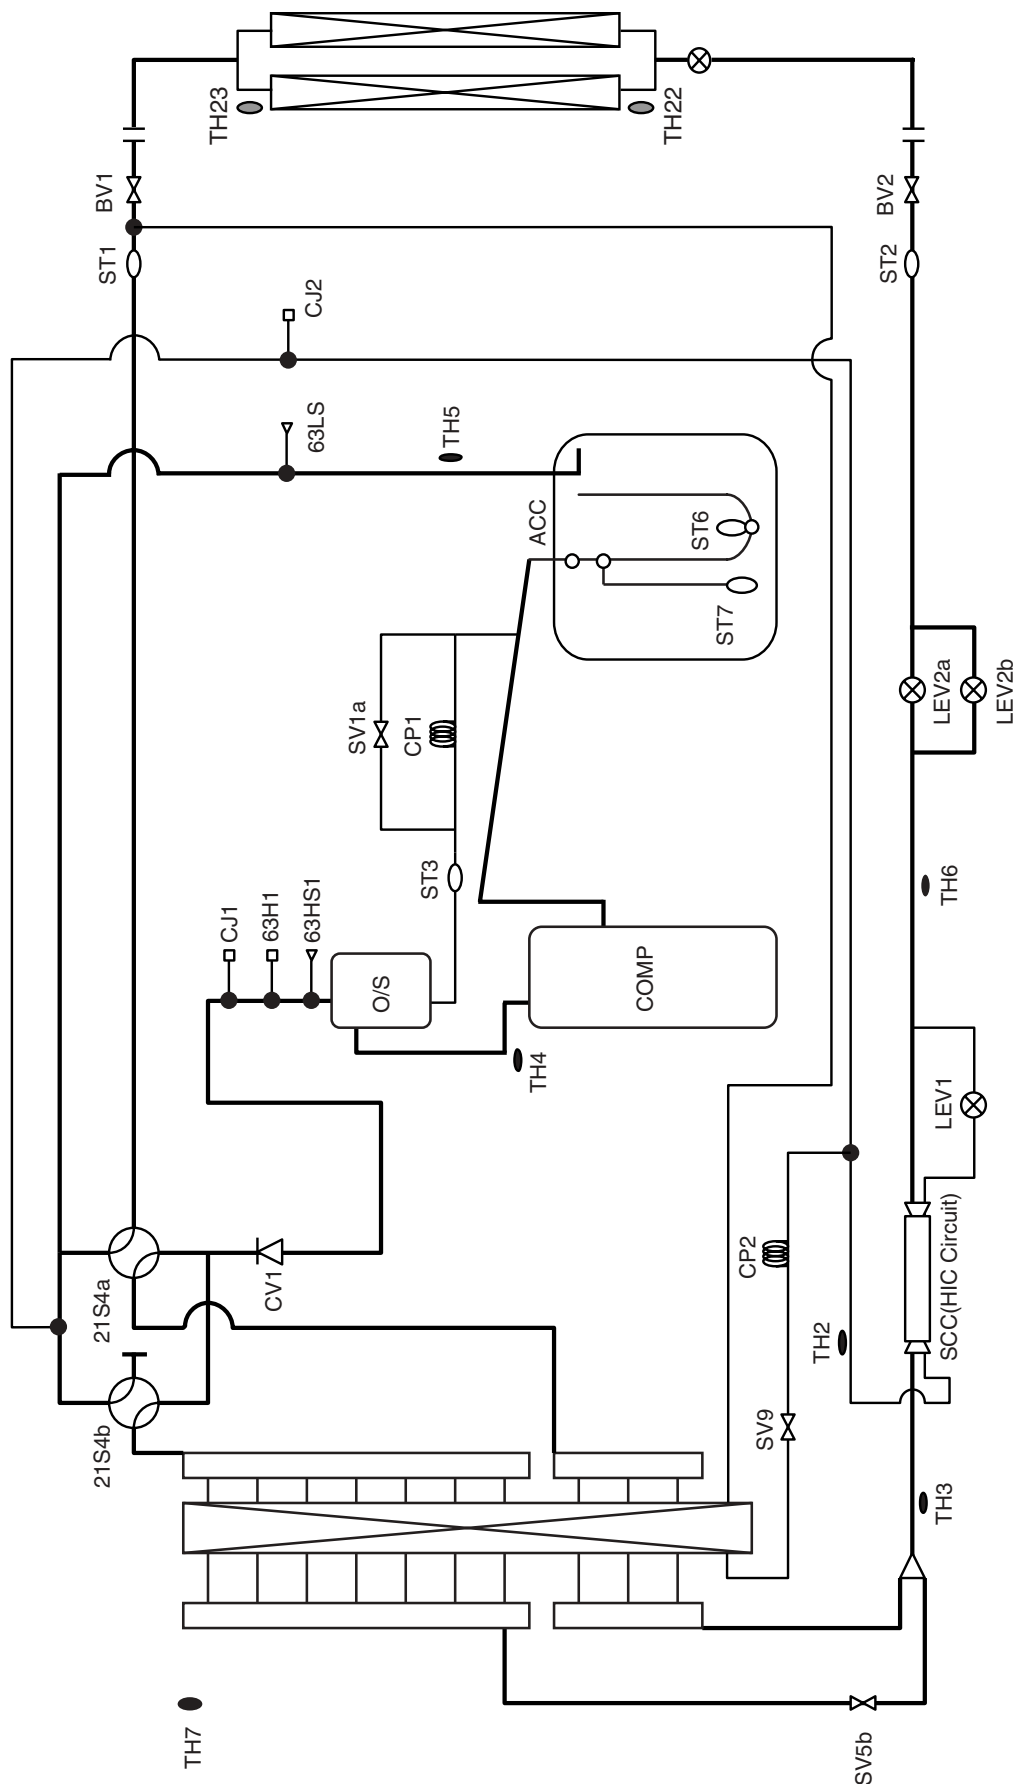 TH23
TH22
BV1
BV2
ST1
ST2
CJ2
63LS
TH5
ACC
ST6
ST7
SV1a
CP1
LEV2a
LEV2b
ST3
TH6
CJ1
63H1
63HS1
O/S
COMP
TH4
LEV1
SCC(HIC Circuit)
CP2
CV1
21S4a
TH2
21S4b
SV9
TH3
TH7
SV5b